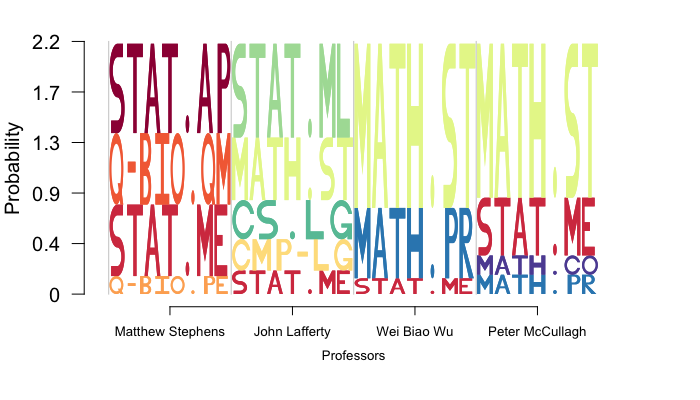 2.2
1.7
1.3
0.9
0.4
0
Probability
STAT.AP
Q-BIO.QM
STAT.ME
Q-BIO.PE
STAT.ML
MATH.ST
CS.LG
CMP-LG
STAT.ME
MATH.ST
MATH.PR
STAT.ME
MATH.ST
STAT.ME
MATH.CO
MATH.PR
Matthew Stephens
John Lafferty
Wei Biao Wu
Peter McCullagh
Professors